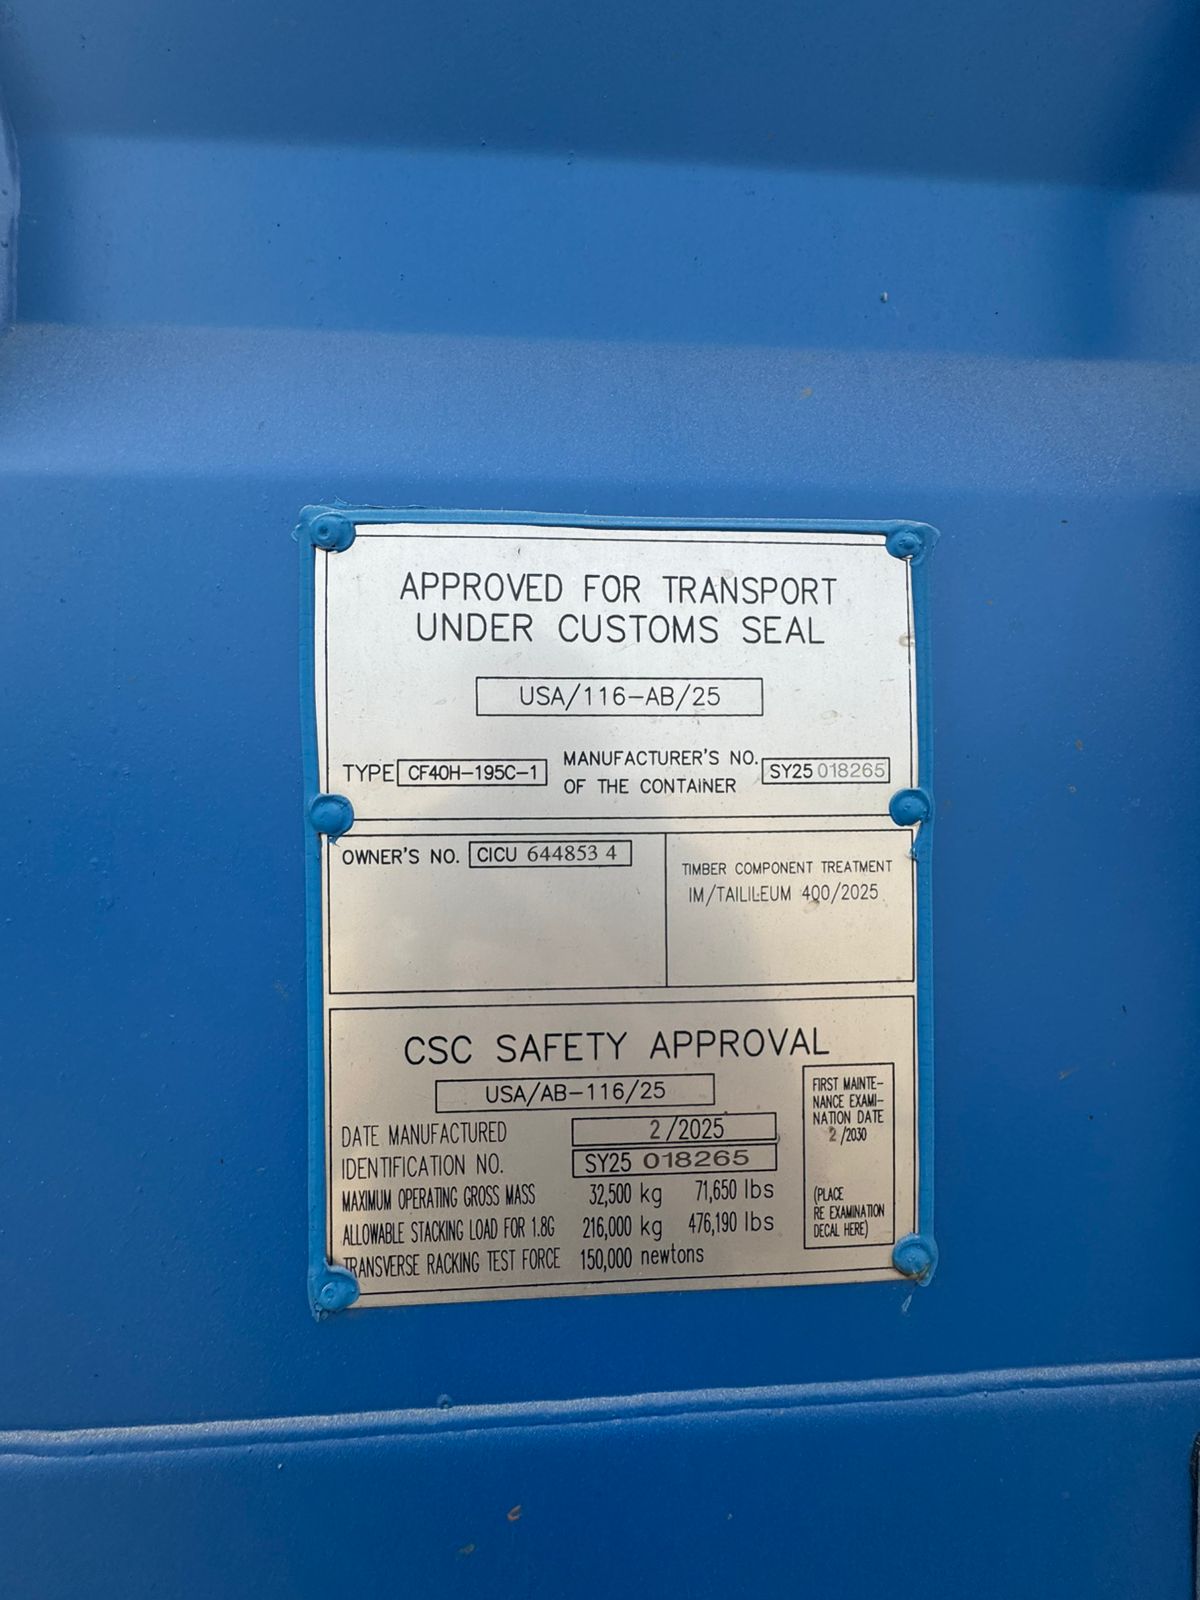 APPROVED FOR TRANSPORT
UNDER CUSTOMS SEAL
USA/116-AB/25
TYPE CF40H-195C-1
MANUFACTURER'S NO.
OF THE CONTAINER
SY25 018265
OWNER'S NO. CICU 644853 4
TIMBER COMPONENT TREATMENT
IM/TAILILEUM 400/2025
CSC SAFETY APPROVAL
USA/AB-116/25
DATE MANUFACTURED 2/2025
IDENTIFICATION NO. SY25 018265
MAXIMUM OPERATING GROSS MASS 32,500 kg 71,650 lbs
ALLOWABLE STACKING LOAD FOR 1.8G 216,000 kg 476,190 lbs
TRANSVERSE RACKING TEST FORCE 150,000 newtons
FIRST MAINTE-
NANCE EXAMI-
NATION DATE
2/2030
(PLACE
RE EXAMINATION
DECAL HERE)